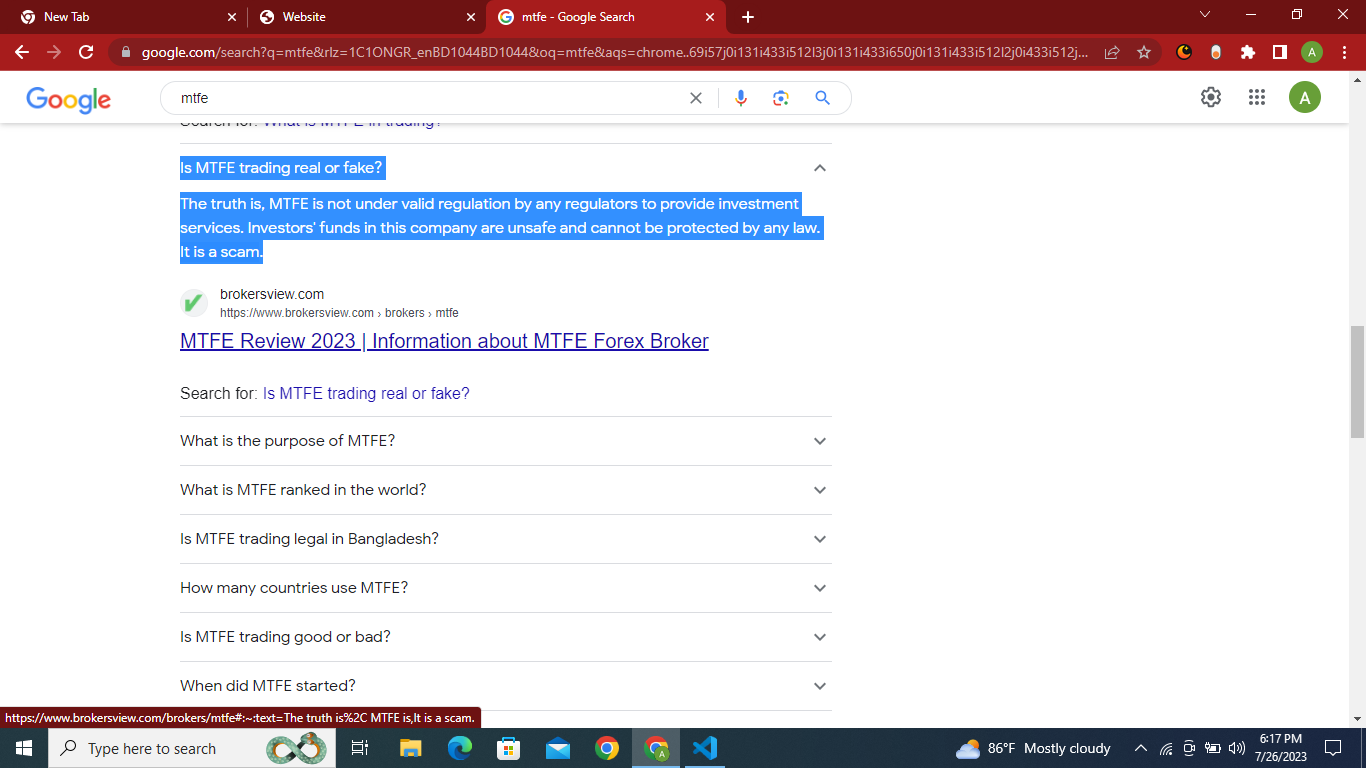 New Tab
Website
mtfe - Google Search
google.com/search?q=mtfe&rlz=1C1ONGR_enBD1044BD1044&oq=mtfe&aqs=chrome..69i57j0i131i433i512l3j0i131i433i650j0i131i433i512l2j0i433i512j...
A
Google
mtfe
A
Search for: What is MTFE in trading?
Is MTFE trading real or fake?
The truth is, MTFE is not under valid regulation by any regulators to provide investment
services. Investors' funds in this company are unsafe and cannot be protected by any law.
It is a scam.
brokersview.com
https://www.brokersview.com › brokers › mtfe
MTFE Review 2023 | Information about MTFE Forex Broker
Search for: Is MTFE trading real or fake?
What is the purpose of MTFE?
What is MTFE ranked in the world?
Is MTFE trading legal in Bangladesh?
How many countries use MTFE?
Is MTFE trading good or bad?
When did MTFE started?
https://www.brokersview.com/brokers/mtfe#:~:text=The truth is%2C MTFE is,It is a scam.
Type here to search
A
86°F Mostly cloudy
6:17 PM
7/26/2023